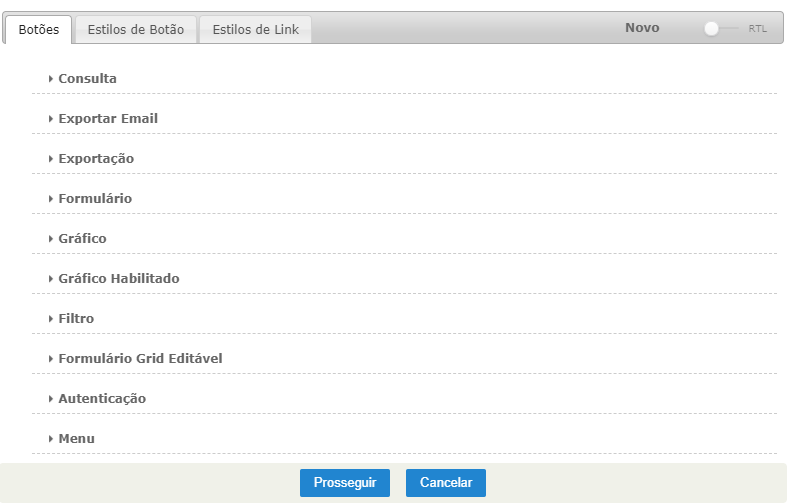 Botões Estilos de Botão Estilos de Link Novo RTL
Consulta
Exportar Email
Exportação
Formulário
Gráfico
Gráfico Habilitado
Filtro
Formulário Grid Editável
Autenticação
Menu
Prosseguir Cancelar